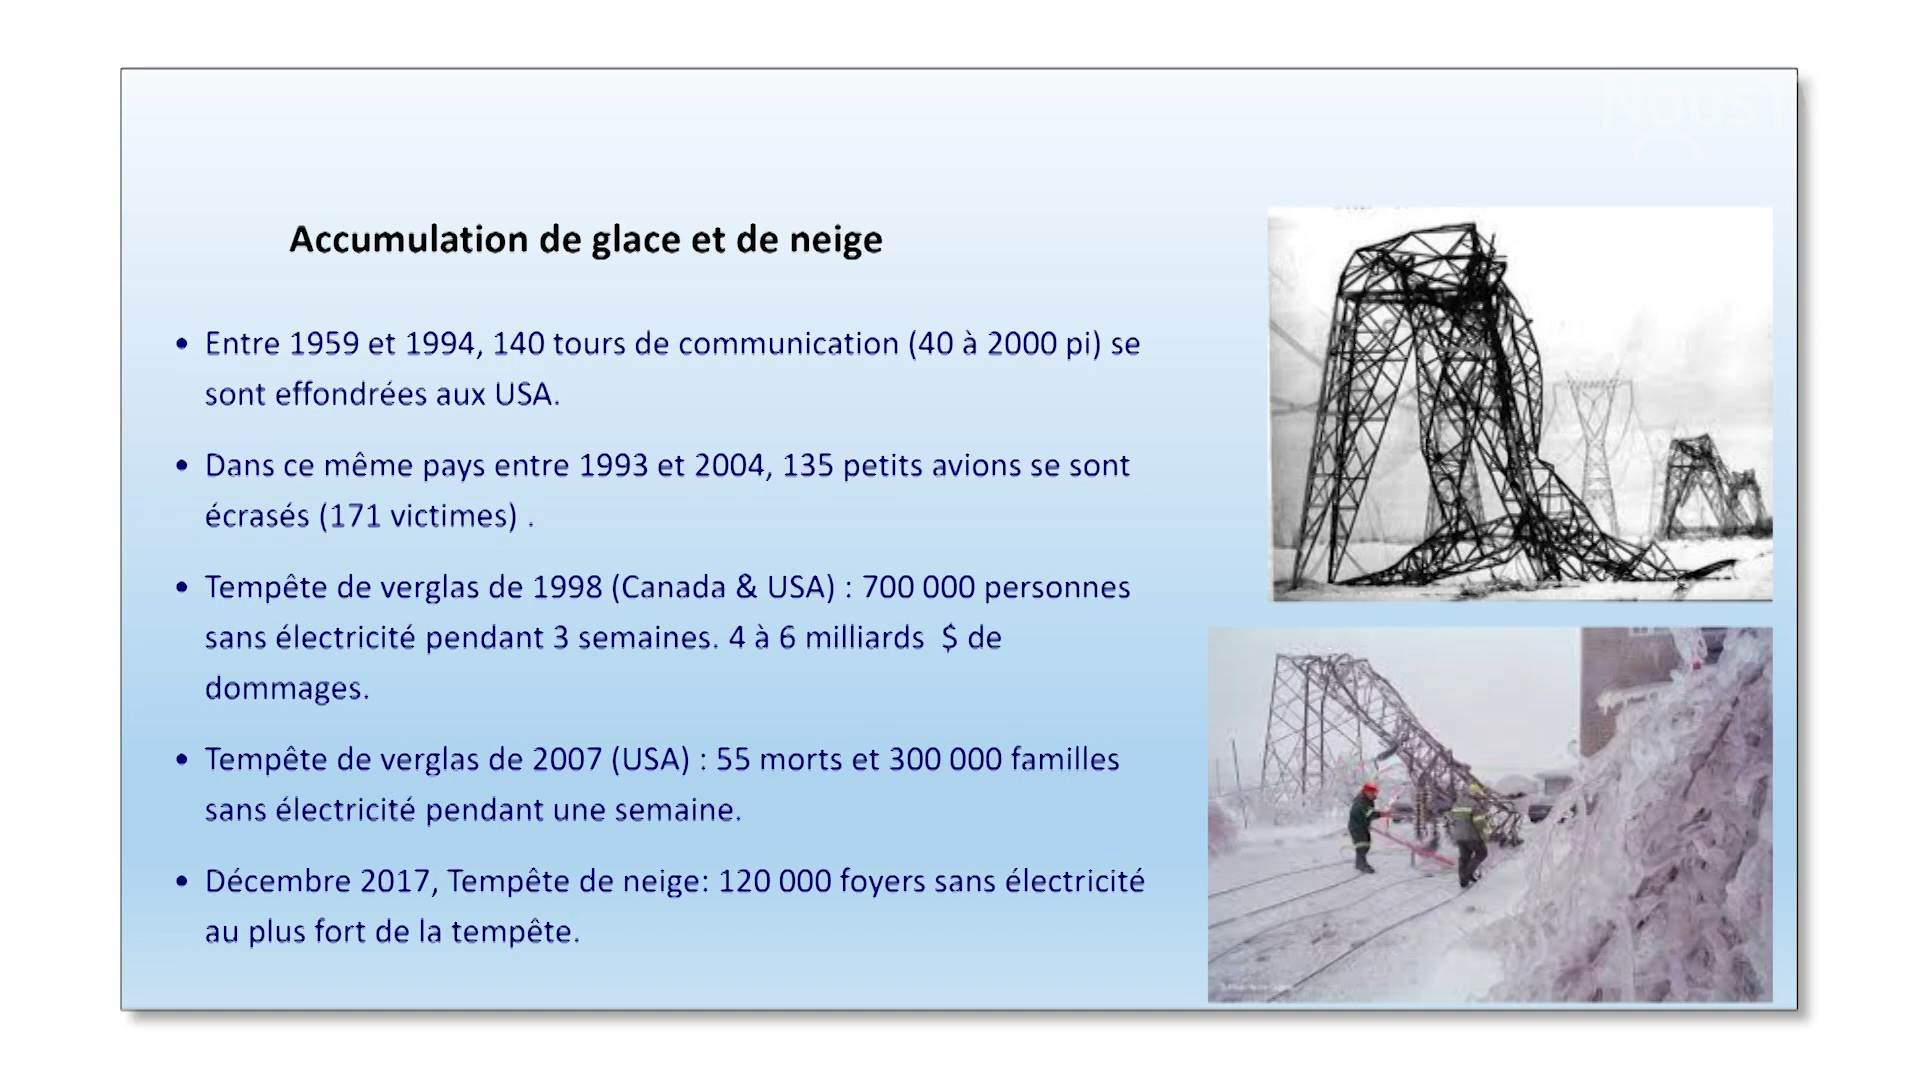 Accumulation de glace et de neige
• Entre 1959 et 1994, 140 tours de communication (40 à 2000 pi) se
sont effondrées aux USA.
• Dans ce même pays entre 1993 et 2004, 135 petits avions se sont
écrasés (171 victimes) .
• Tempête de verglas de 1998 (Canada & USA) : 700 000 personnes
sans électricité pendant 3 semaines. 4 à 6 milliards  $ de
dommages.
• Tempête de verglas de 2007 (USA) : 55 morts et 300 000 familles
sans électricité pendant une semaine.
• Décembre 2017, Tempête de neige: 120 000 foyers sans électricité
au plus fort de la tempête.